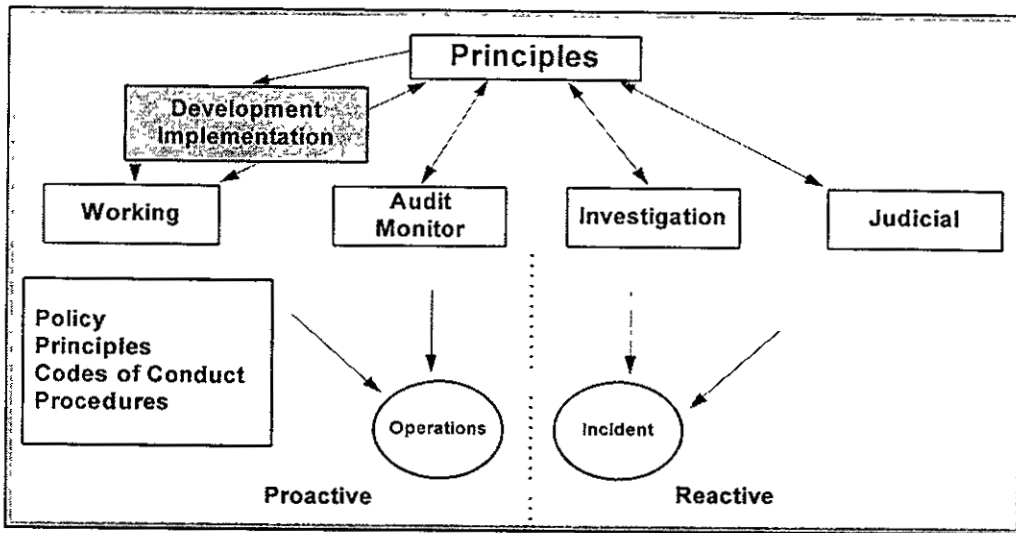 Principles
Development
Implementation
Working
Audit
Monitor
Investigation
Judicial
Policy
Principles
Codes of Conduct
Procedures
Operations
Incident
Proactive
Reactive